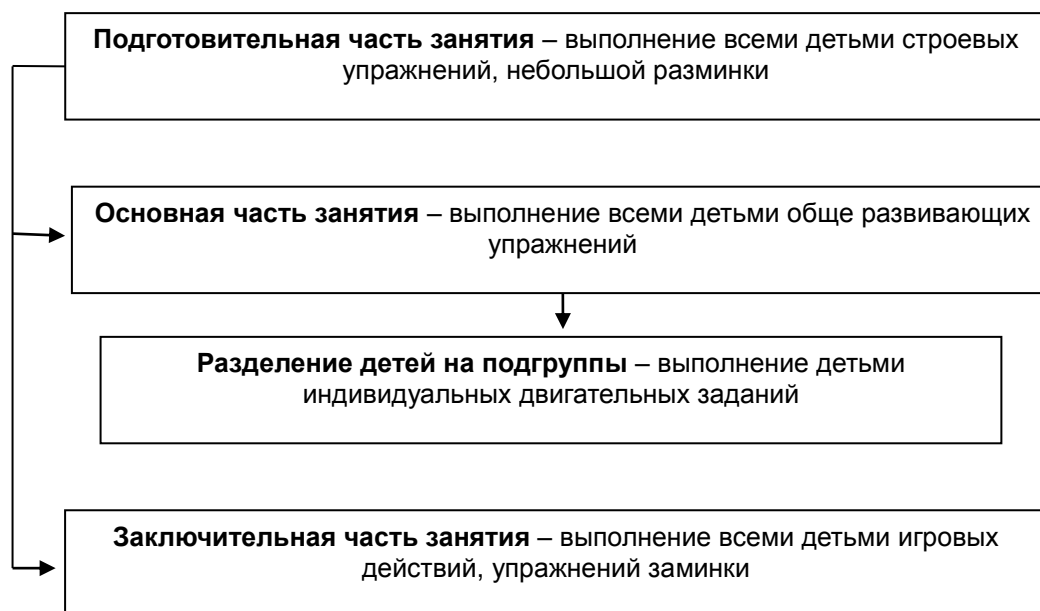 Подготовительная часть занятия – выполнение всеми детьми строевых
упражнений, небольшой разминки
Основная часть занятия – выполнение всеми детьми обще развивающих
упражнений
Разделение детей на подгруппы – выполнение детьми
индивидуальных двигательных заданий
Заключительная часть занятия – выполнение всеми детьми игровых
действий, упражнений заминки